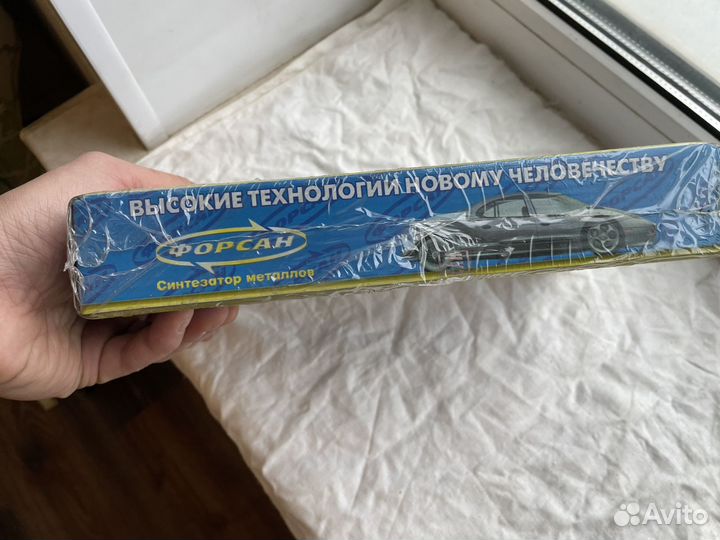 ВЫСОКИЕ ТЕХНОЛОГИИ НОВОМУ ЧЕЛОВЕЧЕСТВУ
ФОРСАН
Синтезатор металлов
Avito